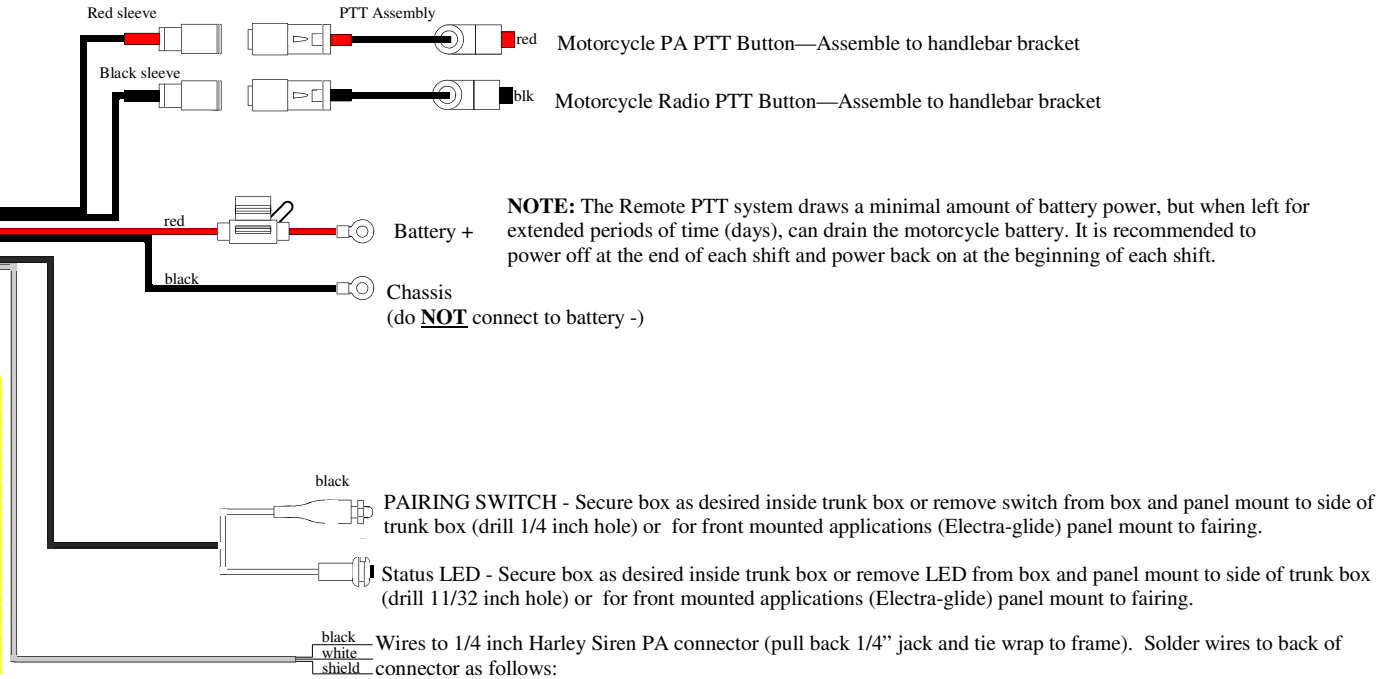 Red sleeve
PTT Assembly
red
Motorcycle PA PTT Button—Assemble to handlebar bracket
Black sleeve
blk
Motorcycle Radio PTT Button—Assemble to handlebar bracket
red
Battery +
NOTE: The Remote PTT system draws a minimal amount of battery power, but when left for
extended periods of time (days), can drain the motorcycle battery. It is recommended to
power off at the end of each shift and power back on at the beginning of each shift.
black
Chassis
(do NOT connect to battery -)
black
PAIRING SWITCH - Secure box as desired inside trunk box or remove switch from box and panel mount to side of
trunk box (drill 1/4 inch hole) or for front mounted applications (Electra-glide) panel mount to fairing.
Status LED - Secure box as desired inside trunk box or remove LED from box and panel mount to side of trunk box
(drill 11/32 inch hole) or for front mounted applications (Electra-glide) panel mount to fairing.
black
white
shield
Wires to 1/4 inch Harley Siren PA connector (pull back 1/4” jack and tie wrap to frame). Solder wires to back of
connector as follows: